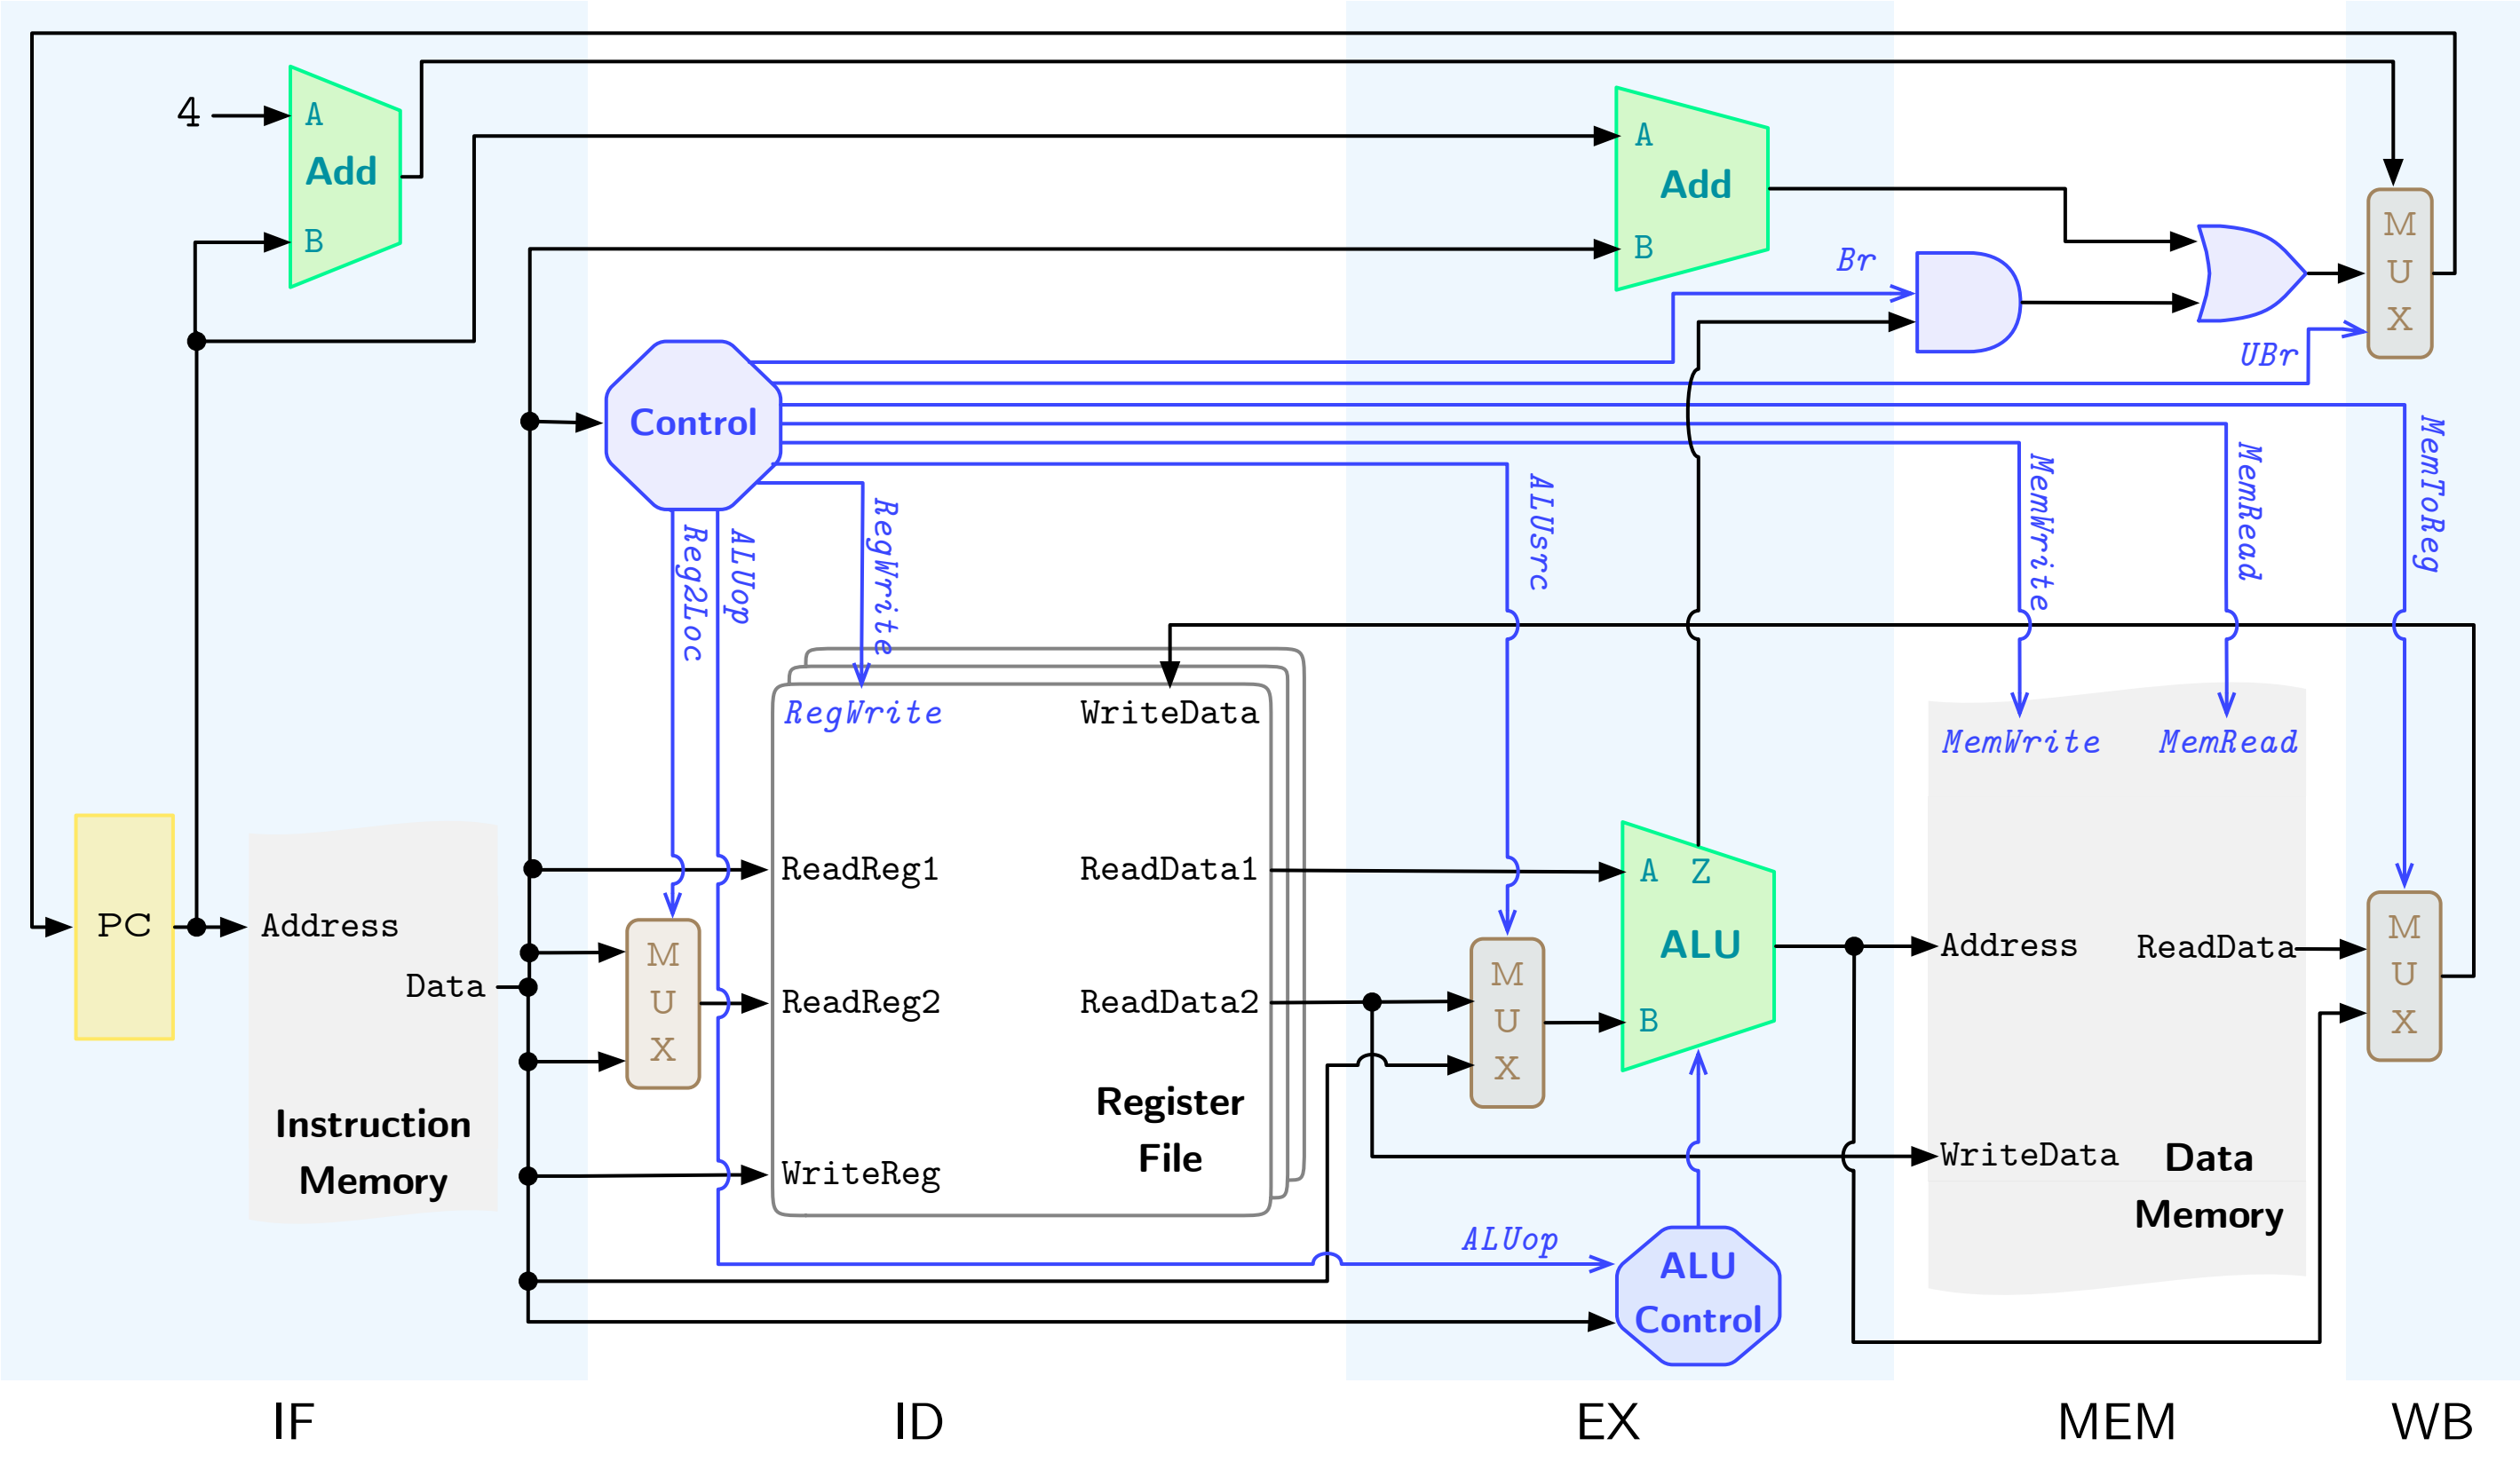 4
A
Add
B
A
Add
B
Br
M
U
X
UBr
Control
Reg2Loc
ALUop
RegWrite
ALUsrc
MemWrite
MemRead
MemToReg
RegWrite
WriteData
MemWrite
MemRead
PC
Address
Data
Instruction
Memory
M
U
X
ReadReg1
ReadData1
ReadReg2
ReadData2
Register
File
WriteReg
M
U
X
A Z
ALU
B
ALUop
ALU
Control
Address
ReadData
WriteData
Data
Memory
M
U
X
IF
ID
EX
MEM
WB